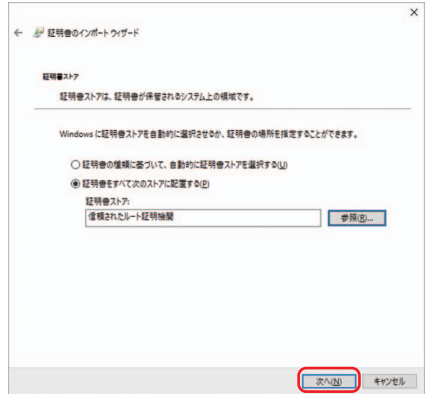 証明書のインポート ウィザード
証明書ストア
証明書ストアは、証明書が保管されるシステム上の領域です。
Windows に証明書ストアを自動的に選択させるか、証明書の場所を指定することができます。
証明書の種類に基づいて、自動的に証明書ストアを選択する(U)
証明書をすべて次のストアに配置する(P)
証明書ストア:
信頼されたルート証明機関
参照(R)...
次へ(N)
キャンセル